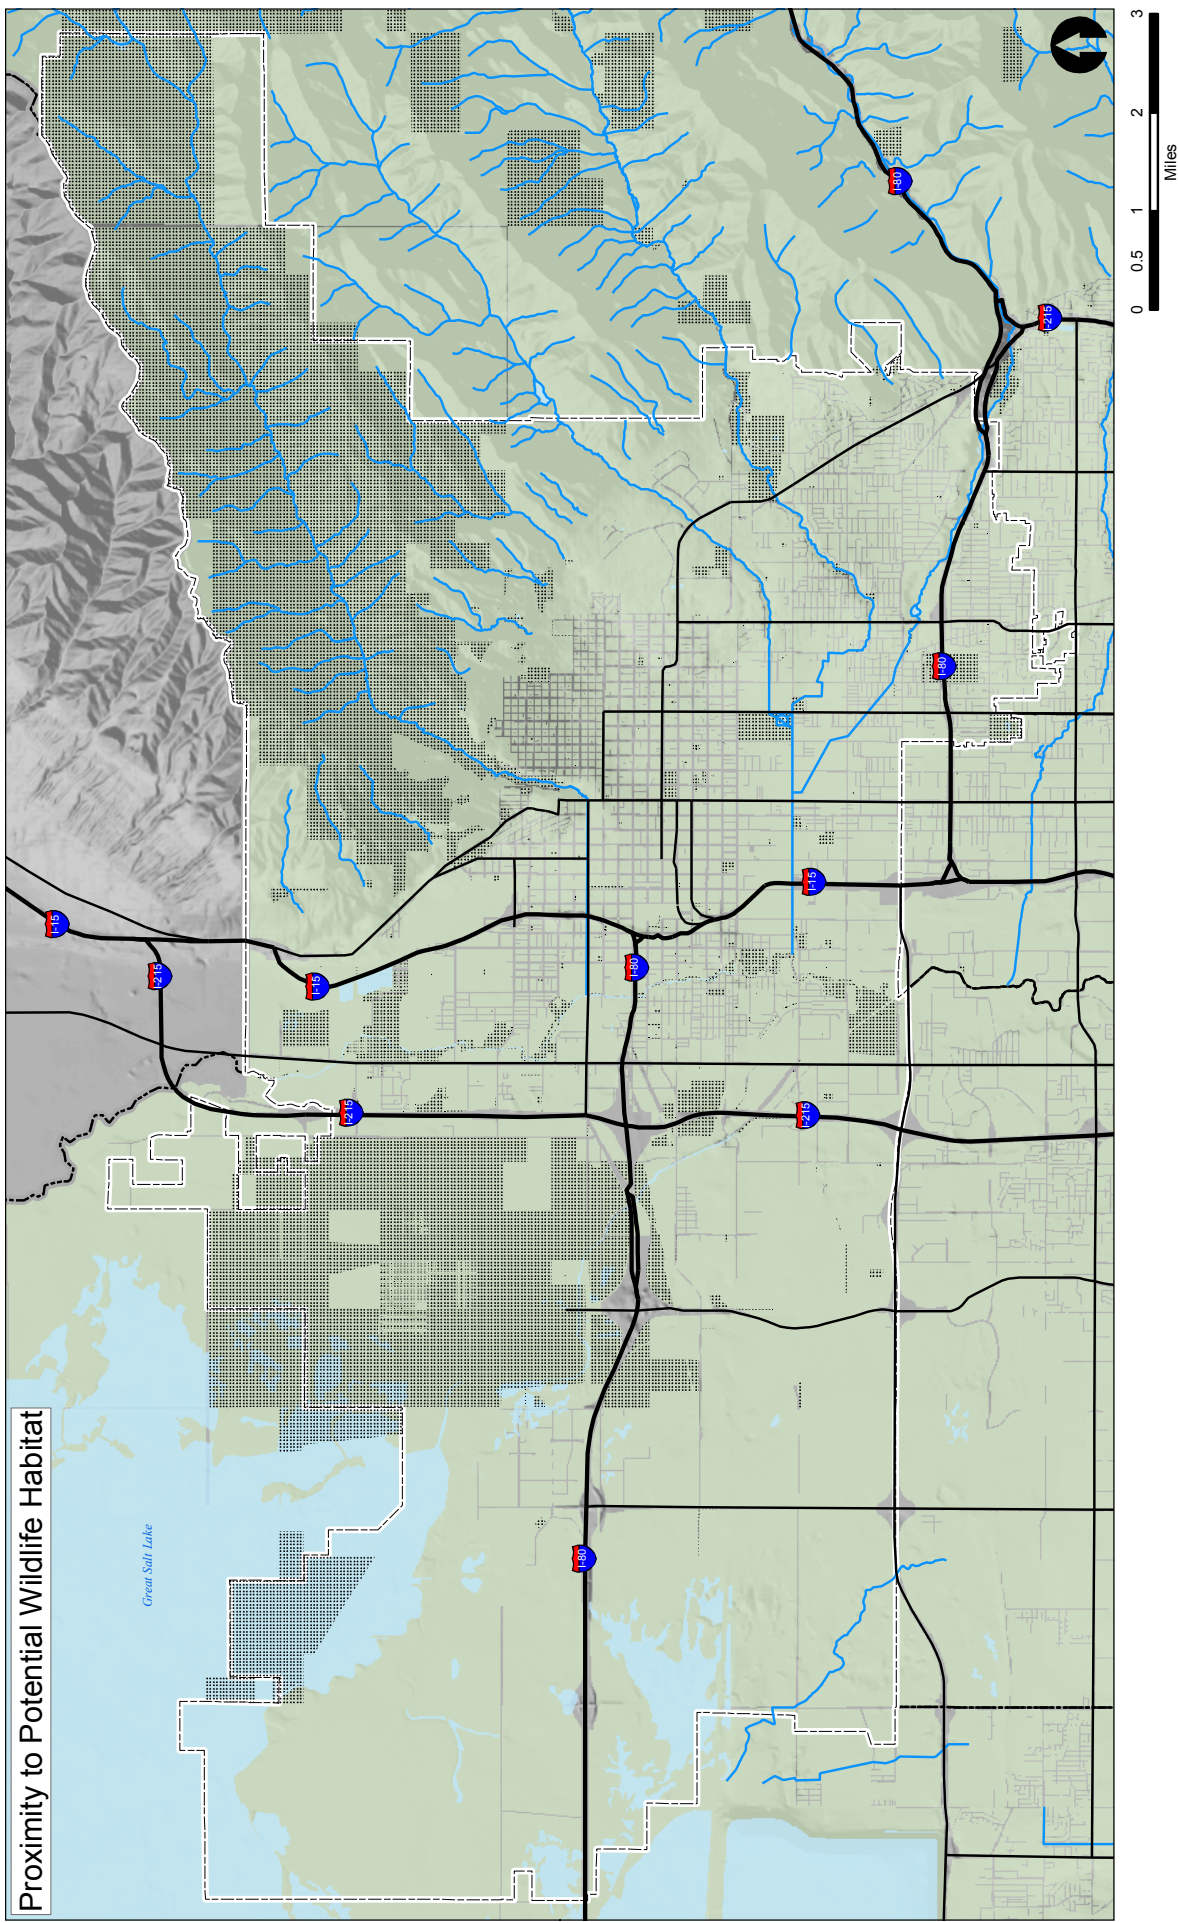 Proximity to Potential Wildlife Habitat
Great Salt Lake
I-15
I-215
I-15
I-215
I-80
I-80
I-15
I-215
I-80
I-80
I-215
0 0.5 1 2 3
Miles